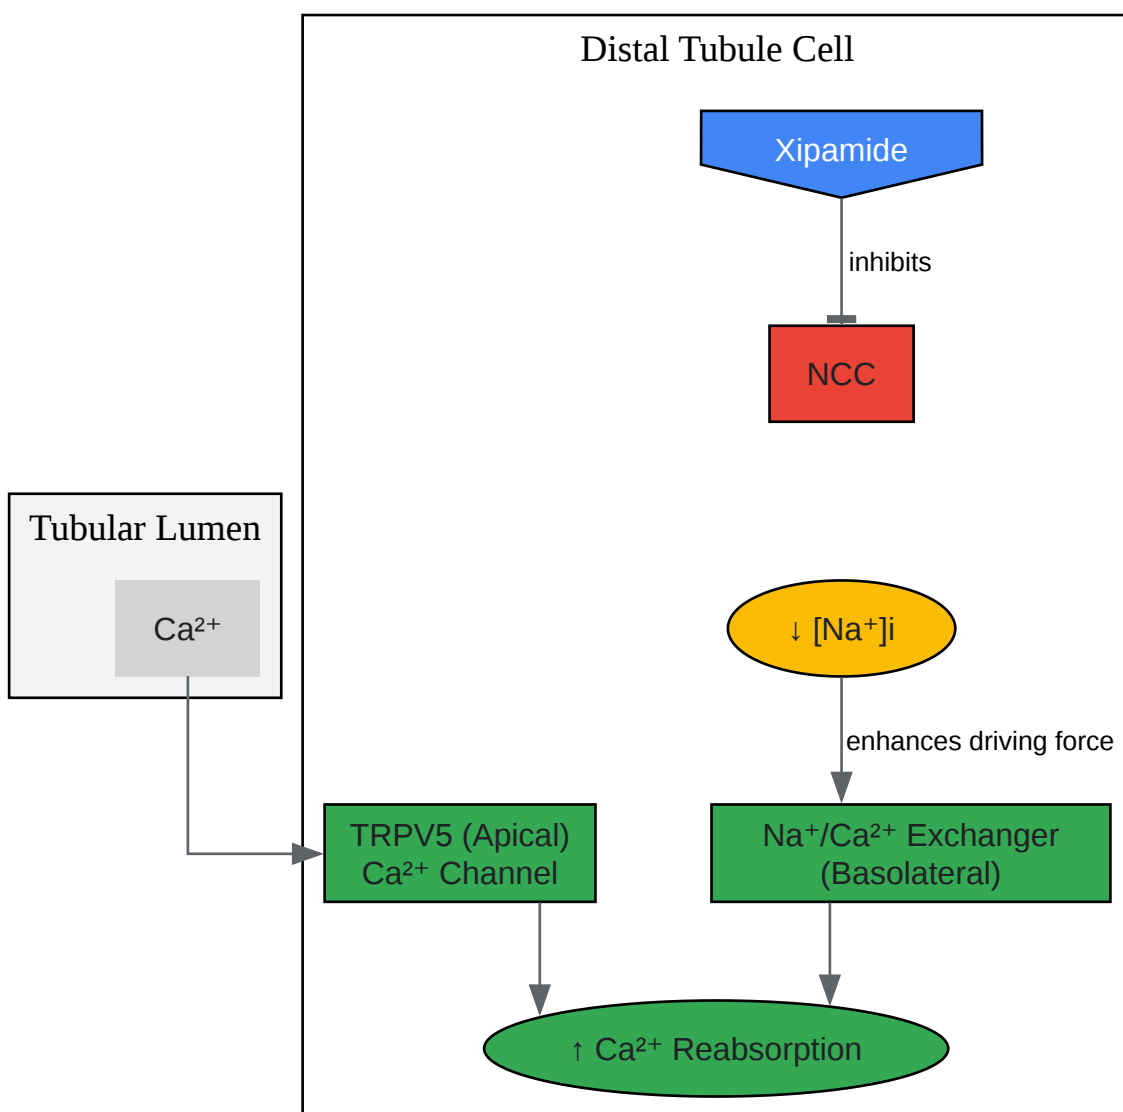 Distal Tubule Cell
Xipamide
inhibits
NCC
Tubular Lumen
Ca²⁺
↓ [Na⁺]i
enhances driving force
TRPV5 (Apical)
Ca²⁺ Channel
Na⁺/Ca²⁺ Exchanger
(Basolateral)
↑ Ca²⁺ Reabsorption